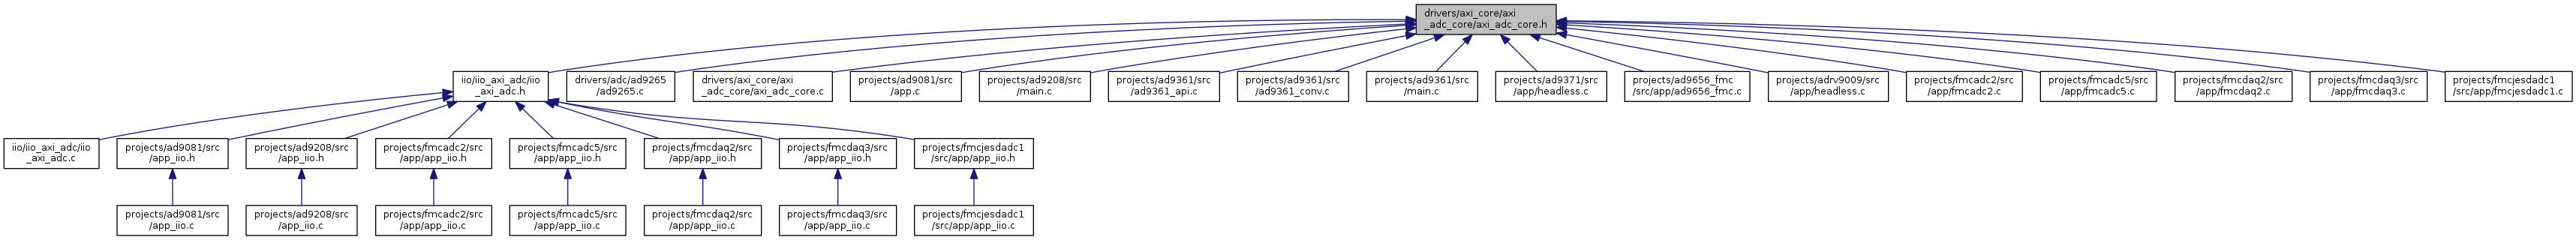 drivers/axi_core/axi
_adc_core/axi_adc_core.h
iio/iio_axi_adc/iio
_axi_adc.h
drivers/adc/ad9265
/ad9265.c
drivers/axi_core/axi
_adc_core/axi_adc_core.c
projects/ad9081/src
/app.c
projects/ad9208/src
/main.c
projects/ad9361/src
/ad9361_api.c
projects/ad9361/src
/ad9361_conv.c
projects/ad9361/src
/main.c
projects/ad9371/src
/app/headless.c
projects/ad9656_fmc
/src/app/ad9656_fmc.c
projects/adrv9009/src
/app/headless.c
projects/fmcadc2/src
/app/fmcadc2.c
projects/fmcadc5/src
/app/fmcadc5.c
projects/fmcdaq2/src
/app/fmcdaq2.c
projects/fmcdaq3/src
/app/fmcdaq3.c
projects/fmcjesdadc1
/src/app/fmcjesdadc1.c
iio/iio_axi_adc/iio
_axi_adc.c
projects/ad9081/src
/app_iio.h
projects/ad9208/src
/app_iio.h
projects/fmcadc2/src
/app/app_iio.h
projects/fmcadc5/src
/app/app_iio.h
projects/fmcdaq2/src
/app/app_iio.h
projects/fmcdaq3/src
/app/app_iio.h
projects/fmcjesdadc1
/src/app/app_iio.h
projects/ad9081/src
/app_iio.c
projects/ad9208/src
/app_iio.c
projects/fmcadc2/src
/app/app_iio.c
projects/fmcadc5/src
/app/app_iio.c
projects/fmcdaq2/src
/app/app_iio.c
projects/fmcdaq3/src
/app/app_iio.c
projects/fmcjesdadc1
/src/app/app_iio.c